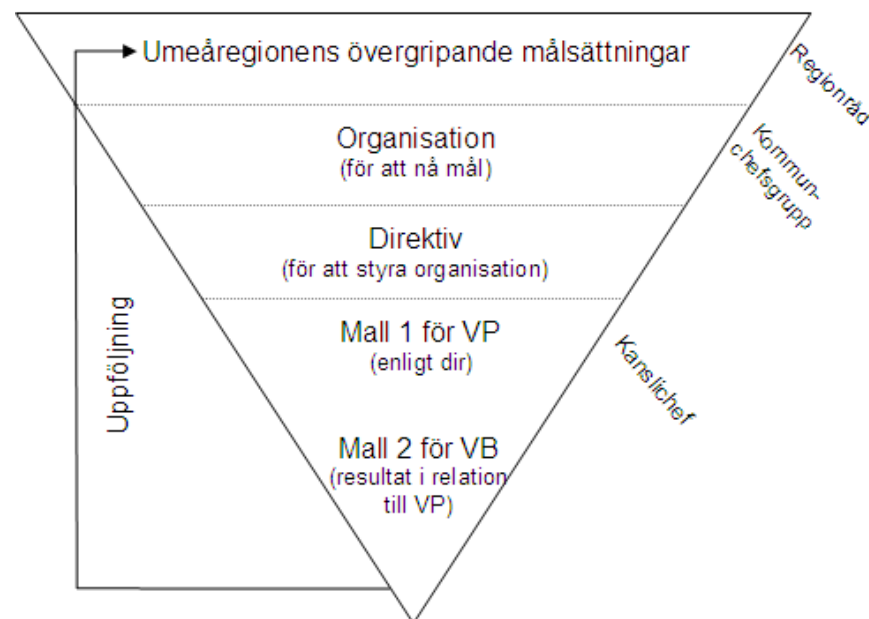 Umeåregionens övergripande målsättningar
Regionråd
Organisation
(för att nå mål)
Kommun-
chefsgrupp
Direktiv
(för att styra organisation)
Uppföljning
Mall 1 för VP
(enligt dir)
Kanslichef
Mall 2 för VB
(resultat i relation
till VP)